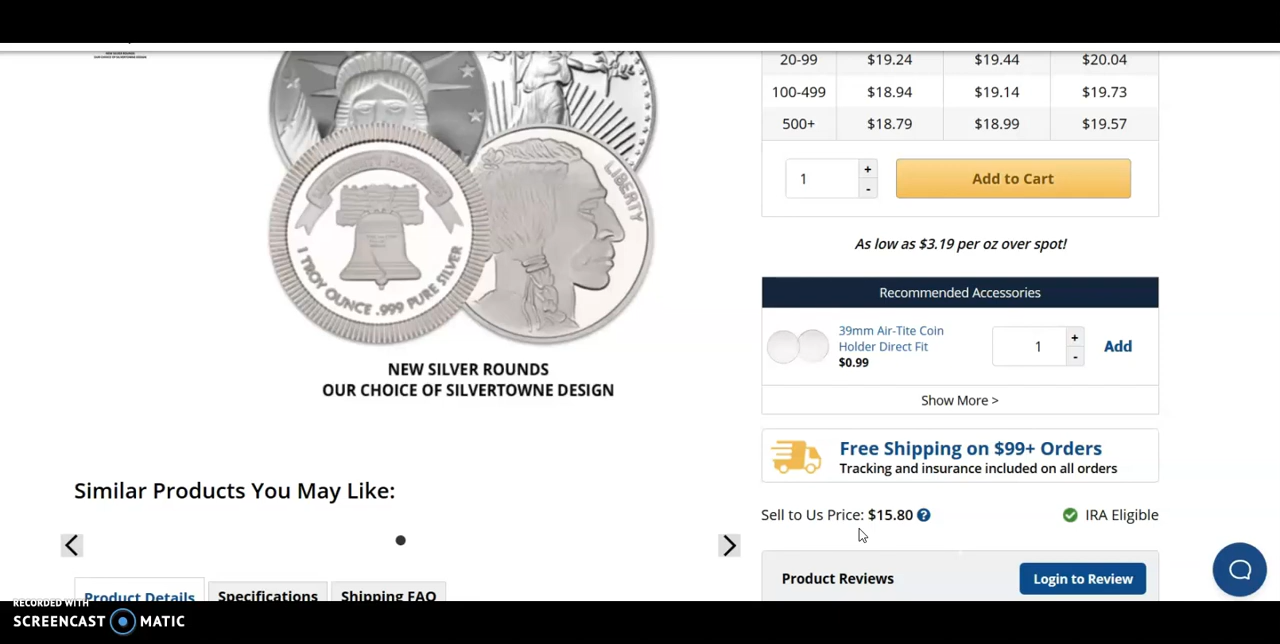 20-99 $19.24 $19.44 $20.04
100-499 $18.94 $19.14 $19.73
500+ $18.79 $18.99 $19.57
1 + -
Add to Cart
As low as $3.19 per oz over spot!
LIBERTY
1 TROY OUNCE .999 PURE SILVER
NEW SILVER ROUNDS
OUR CHOICE OF SILVERTOWNE DESIGN
Recommended Accessories
39mm Air-Tite Coin
Holder Direct Fit
$0.99
1 + -
Add
Show More >
Free Shipping on $99+ Orders
Tracking and insurance included on all orders
Sell to Us Price: $15.80 ?
IRA Eligible
Similar Products You May Like:
Product Reviews
Login to Review
Product Details Specifications Shipping FAQ
RECORDED WITH
SCREENCAST MATIC